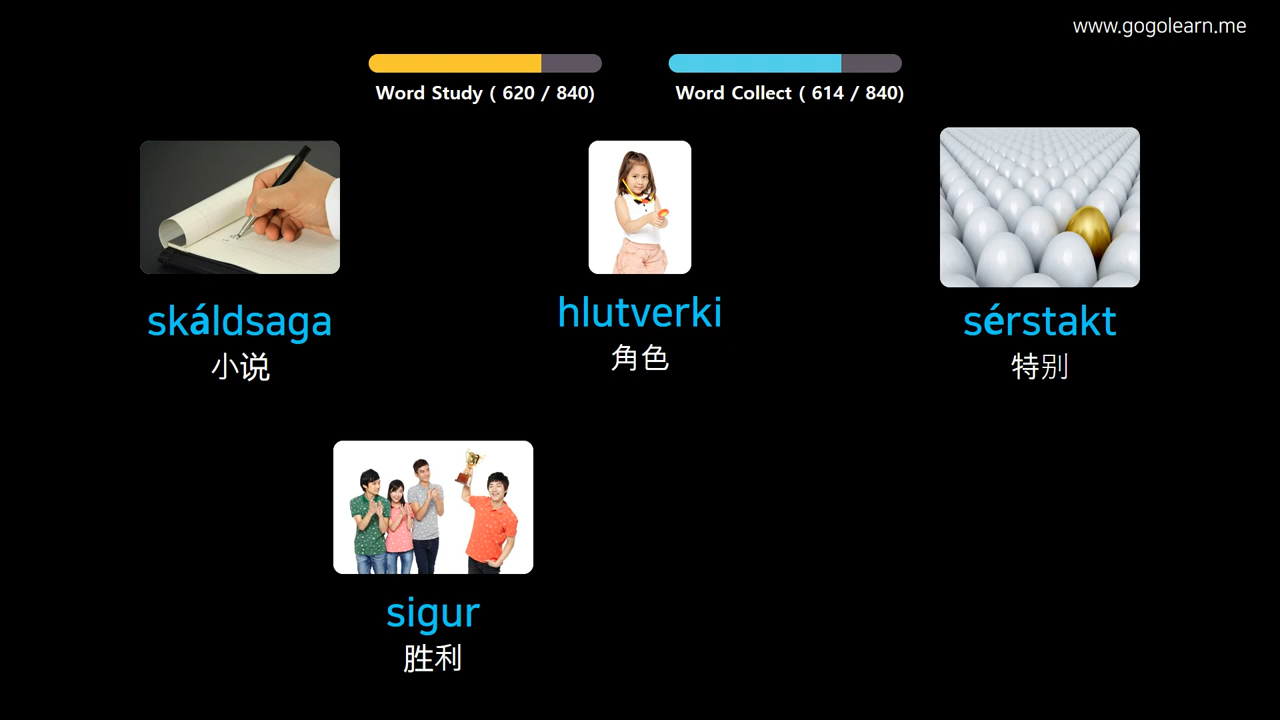 www.gogolearn.me
Word Study ( 620 / 840)
Word Collect ( 614 / 840)
skáldsaga
小说
hlutverki
角色
sérstakt
特别
sigur
胜利